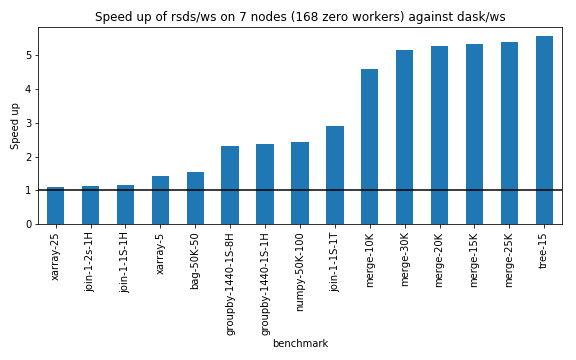 Speed up of rsds/ws on 7 nodes (168 zero workers) against dask/ws
Speed up
5
4
3
2
1
0
xarray-25
join-1-2s-1H
join-1-1S-1H
xarray-5
bag-50K-50
groupby-1440-1S-8H
groupby-1440-1S-1H
numpy-50K-100
join-1-1S-1T
merge-10K
merge-30K
merge-20K
merge-15K
merge-25K
tree-15
benchmark